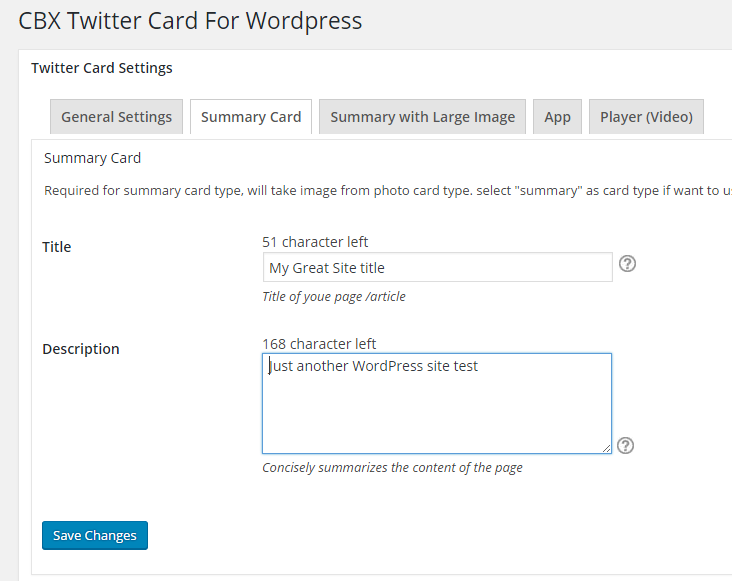 CBX Twitter Card For Wordpress
Twitter Card Settings
General Settings
Summary Card
Summary with Large Image
App
Player (Video)
Summary Card
Required for summary card type, will take image from photo card type. select "summary" as card type if want to
Title
51 character left
My Great Site title
?
Title of youe page /article
Description
168 character left
Just another WordPress site test
?
Concisely summarizes the content of the page
Save Changes